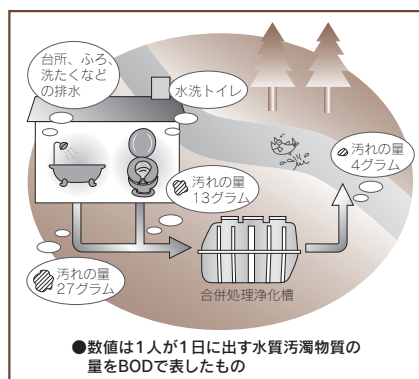 台所、ふろ、
洗たくなど
の排水
水洗トイレ
汚れの量
4グラム
汚れの量
13グラム
汚れの量
27グラム
合併処理浄化槽
●数値は1人が1日に出す水質汚濁物質の
量をBODで表したもの